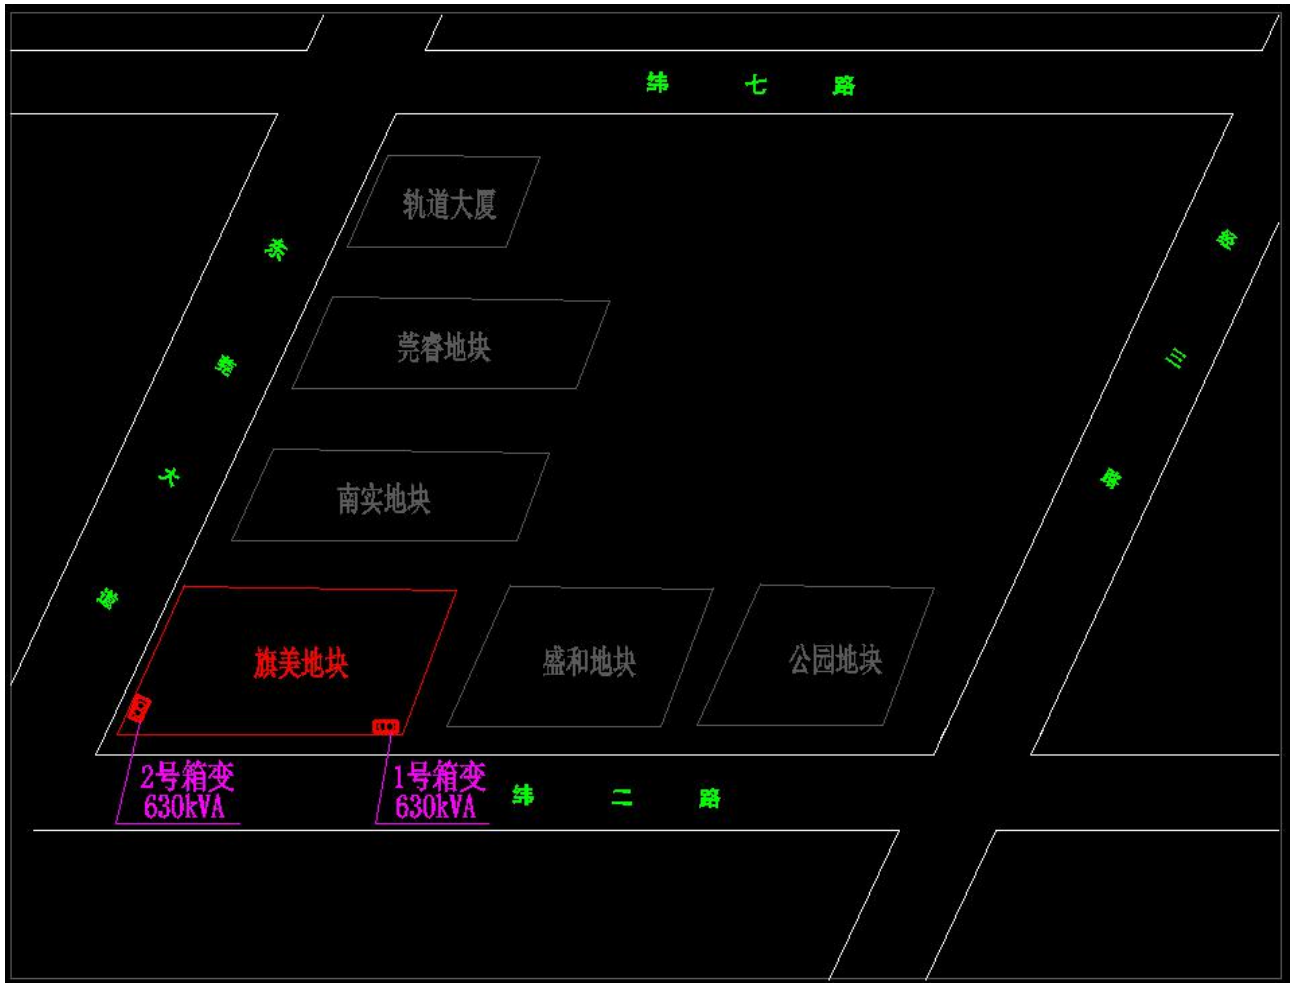 纬七路
轨道大厦
东莞大道
经三路
莞睿地块
南实地块
旗美地块
盛和地块
公园地块
2号箱变
630kVA
1号箱变
630kVA
纬二路